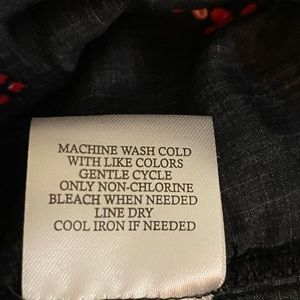 MACHINE WASH COLD
WITH LIKE COLORS
GENTLE CYCLE
ONLY NON-CHLORINE
BLEACH WHEN NEEDED
LINE DRY
COOL IRON IF NEEDED